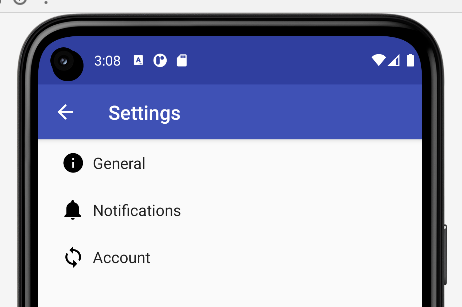 3:08
Settings
General
Notifications
Account